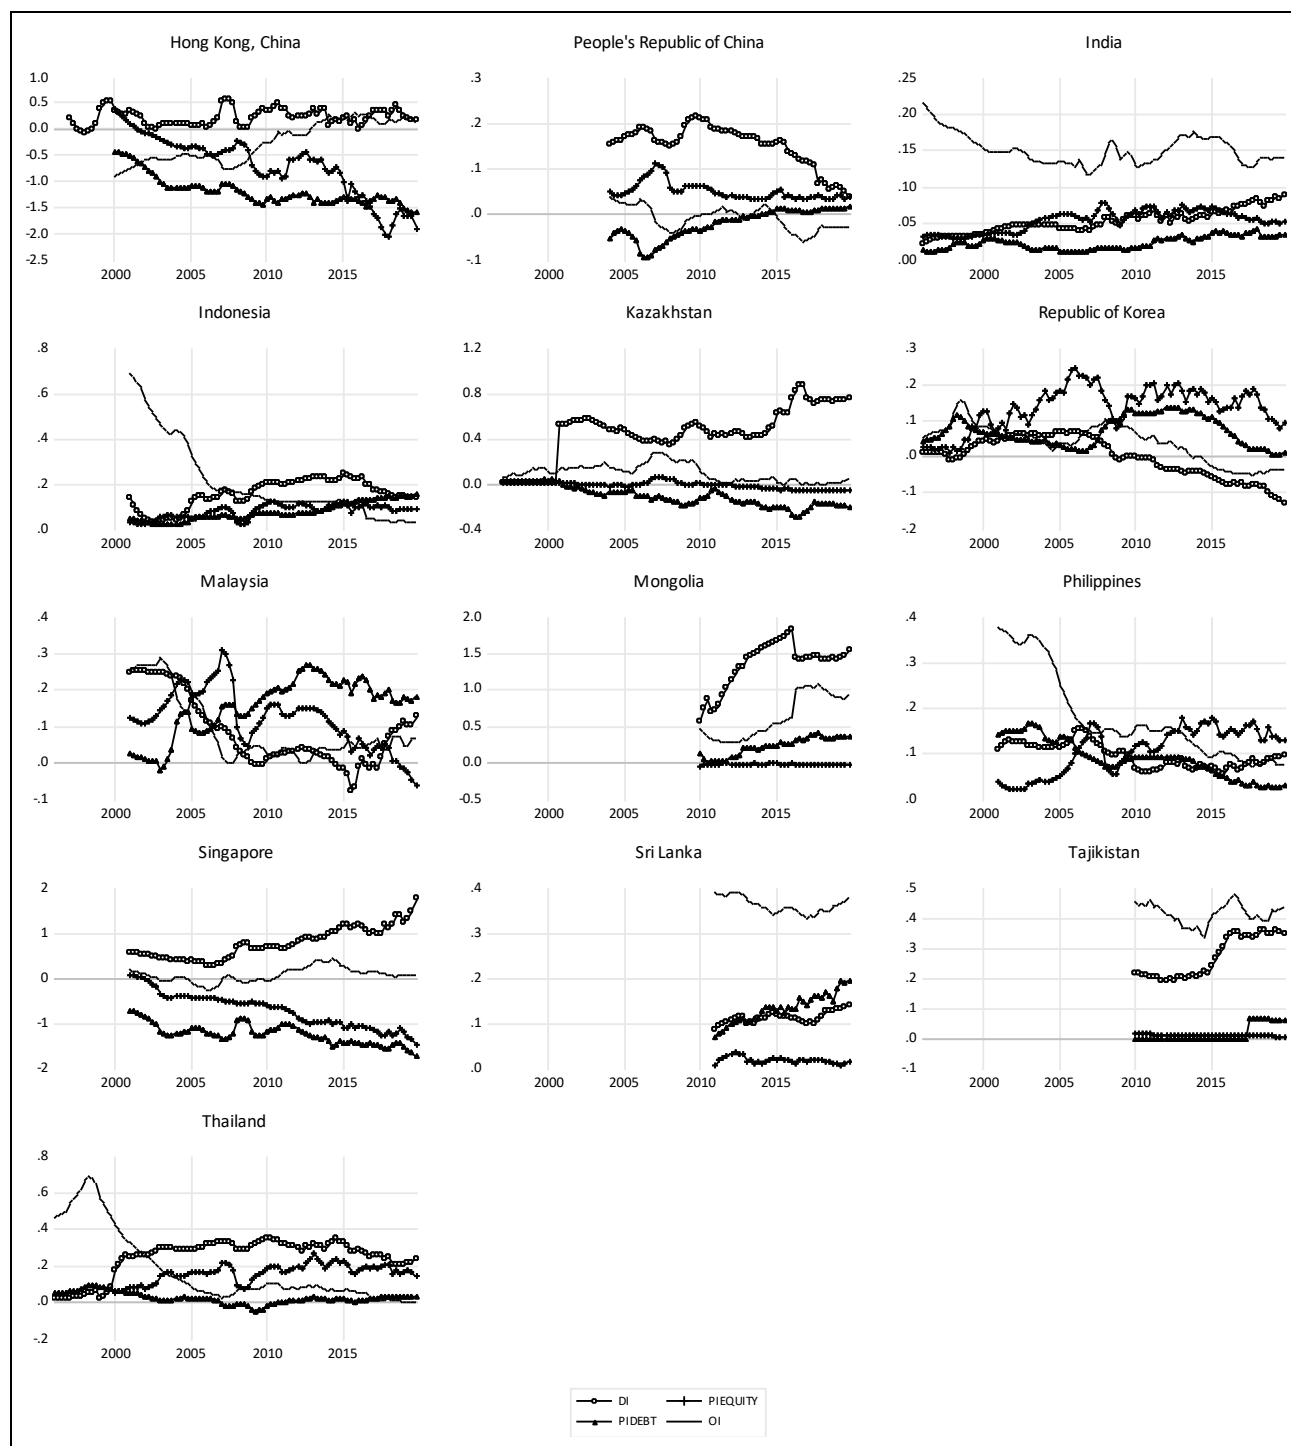 Hong Kong, China
1.0
0.5
0.0
-0.5
-1.0
-1.5
-2.0
-2.5
2000 2005 2010 2015
People's Republic of China
.3
.2
.1
.0
-.1
2000 2005 2010 2015
India
.25
.20
.15
.10
.05
.00
2000 2005 2010 2015
Indonesia
.8
.6
.4
.2
.0
2000 2005 2010 2015
Kazakhstan
1.2
0.8
0.4
0.0
-0.4
2000 2005 2010 2015
Republic of Korea
.3
.2
.1
.0
-.1
-.2
2000 2005 2010 2015
Malaysia
.4
.3
.2
.1
.0
-.1
2000 2005 2010 2015
Mongolia
2.0
1.5
1.0
0.5
0.0
-0.5
2000 2005 2010 2015
Philippines
.4
.3
.2
.1
.0
2000 2005 2010 2015
Singapore
2
1
0
-1
-2
2000 2005 2010 2015
Sri Lanka
.4
.3
.2
.1
.0
2000 2005 2010 2015
Tajikistan
.5
.4
.3
.2
.1
.0
-.1
2000 2005 2010 2015
Thailand
.8
.6
.4
.2
.0
-.2
2000 2005 2010 2015
DI PIEQUITY
PIDEBT OI